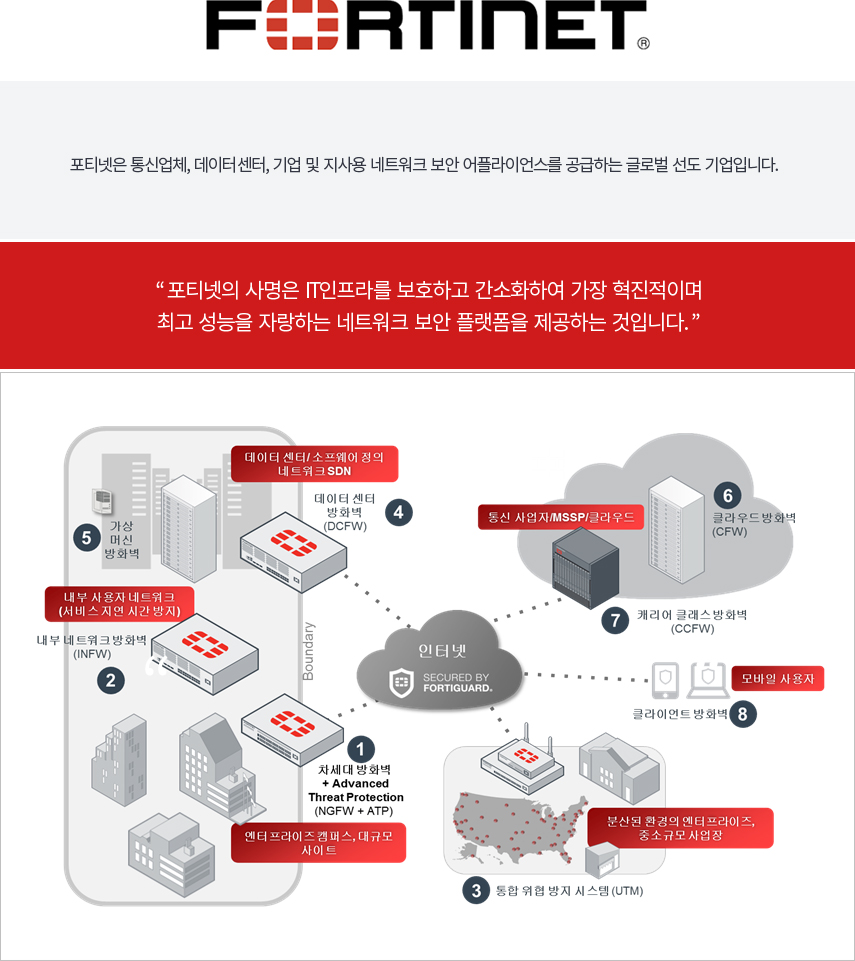 FORTINET®
포티넷은 통신업체, 데이터센터, 기업 및 지사용 네트워크 보안 어플라이언스를 공급하는 글로벌 선도 기업입니다.
“ 포티넷의 사명은 IT인프라를 보호하고 간소화하여 가장 혁진적이며
최고 성능을 자랑하는 네트워크 보안 플랫폼을 제공하는 것입니다. ”
데이터 센터/ 소프웨어 정의
네트워크 SDN
데이터 센터
방화벽
(DCFW)
4
5
가상
머신
방화벽
내부 사용자 네트워크
(서비스 지연 시간 방지)
내부 네트워크 방화벽
(INFW)
2
Boundary
1
차세대 방화벽
+ Advanced
Threat Protection
(NGFW + ATP)
엔터프라이즈 캠퍼스, 대규모
사이트
인터넷
SECURED BY
FORTIGUARD®
통신 사업자/MSSP/클라우드
6
클라우드 방화벽
(CFW)
7
캐리어 클래스 방화벽
(CCFW)
모바일 사용자
클라이언트 방화벽
8
분산된 환경의 엔터프라이즈,
중소규모 사업장
3
통합 위협 방지 시스템 (UTM)